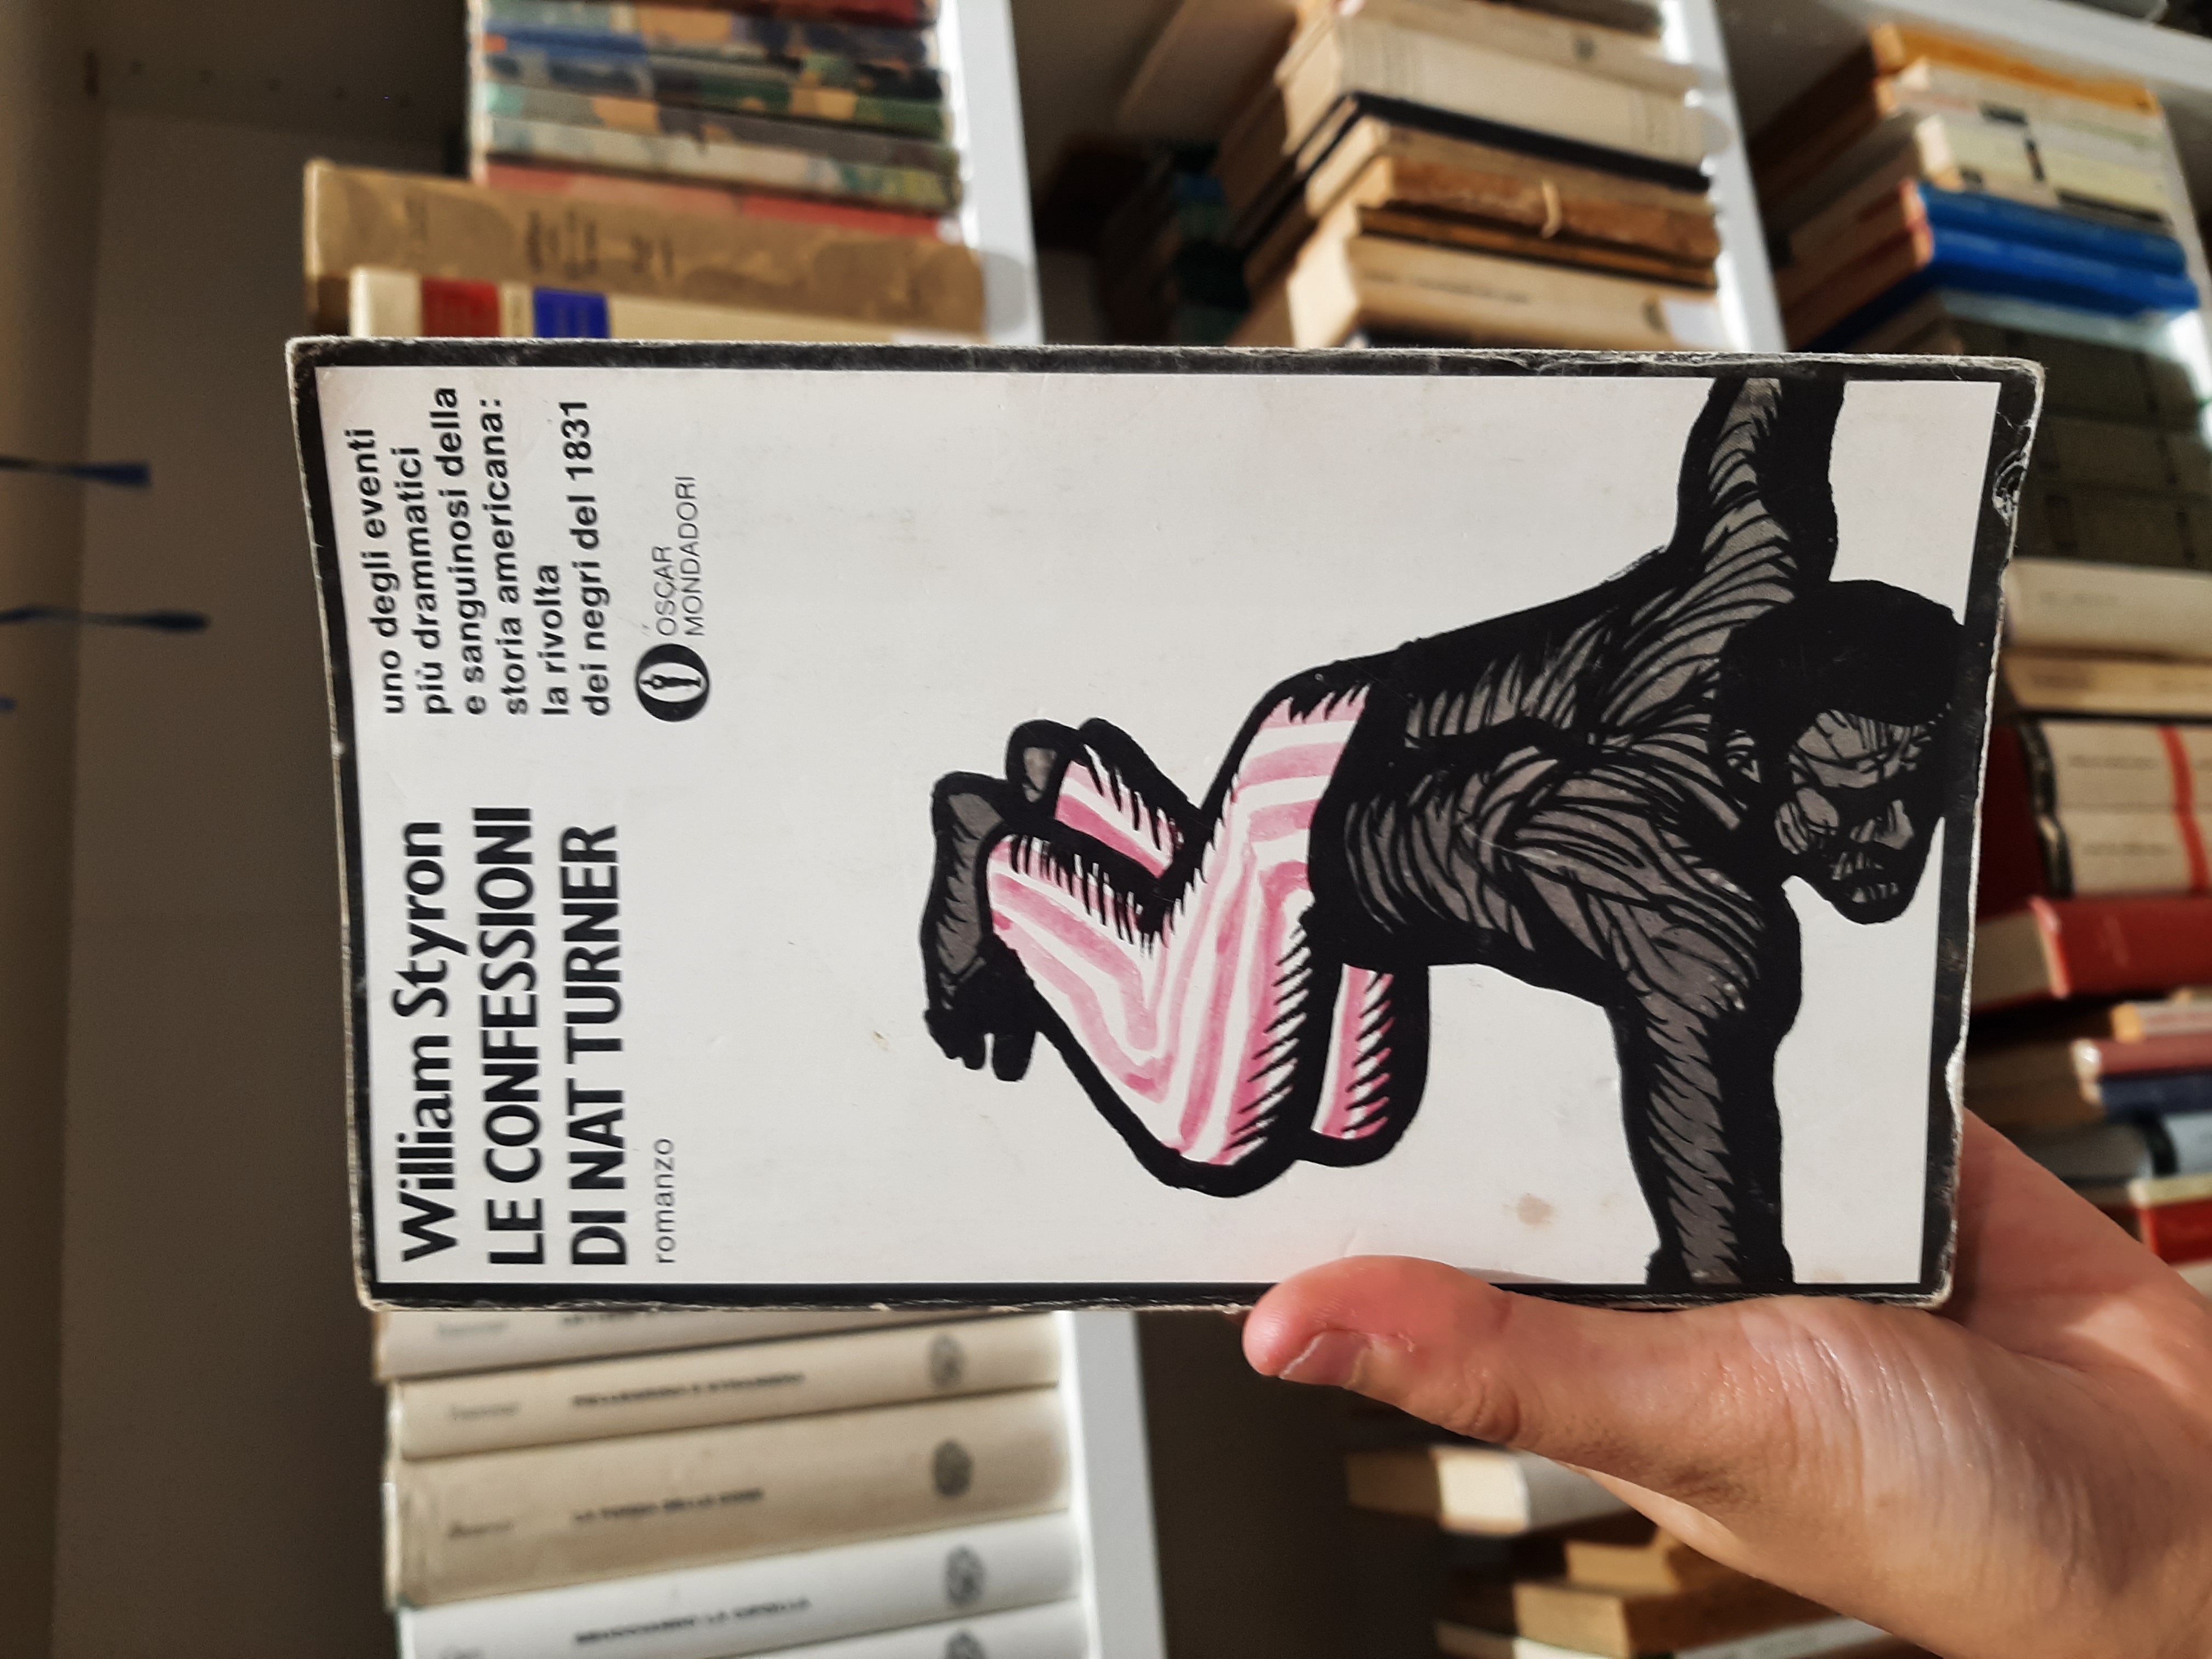 William Styron
LE CONFESSIONI
DI NAT TURNER
romanzo
uno degli eventi
più drammatici
e sanguinosi della
storia americana:
la rivolta
dei negri del 1831
OSCAR
MONDADORI